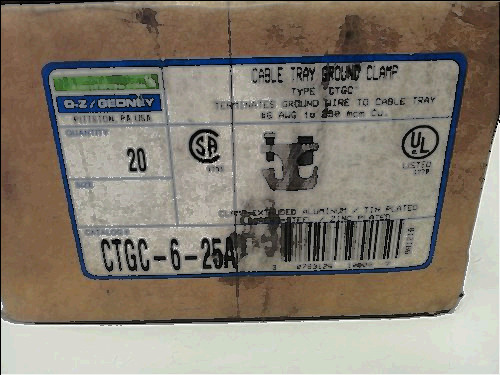 CABLE TRAY GROUND CLAMP
TYPE CTGC
TERMINATES GROUND WIRE TO CABLE TRAY
#6 AWG to 250 mcm Cu.
O-Z/GEDNEY
PITTSTON, PA. USA
QUANTITY
20
SIZE
SA
UL
LISTED
CLAMP-EXTRUDED ALUMINUM / TIN PLATED
STEEL / ZINC PLATED
CATALOG #
CTGC-6-25A